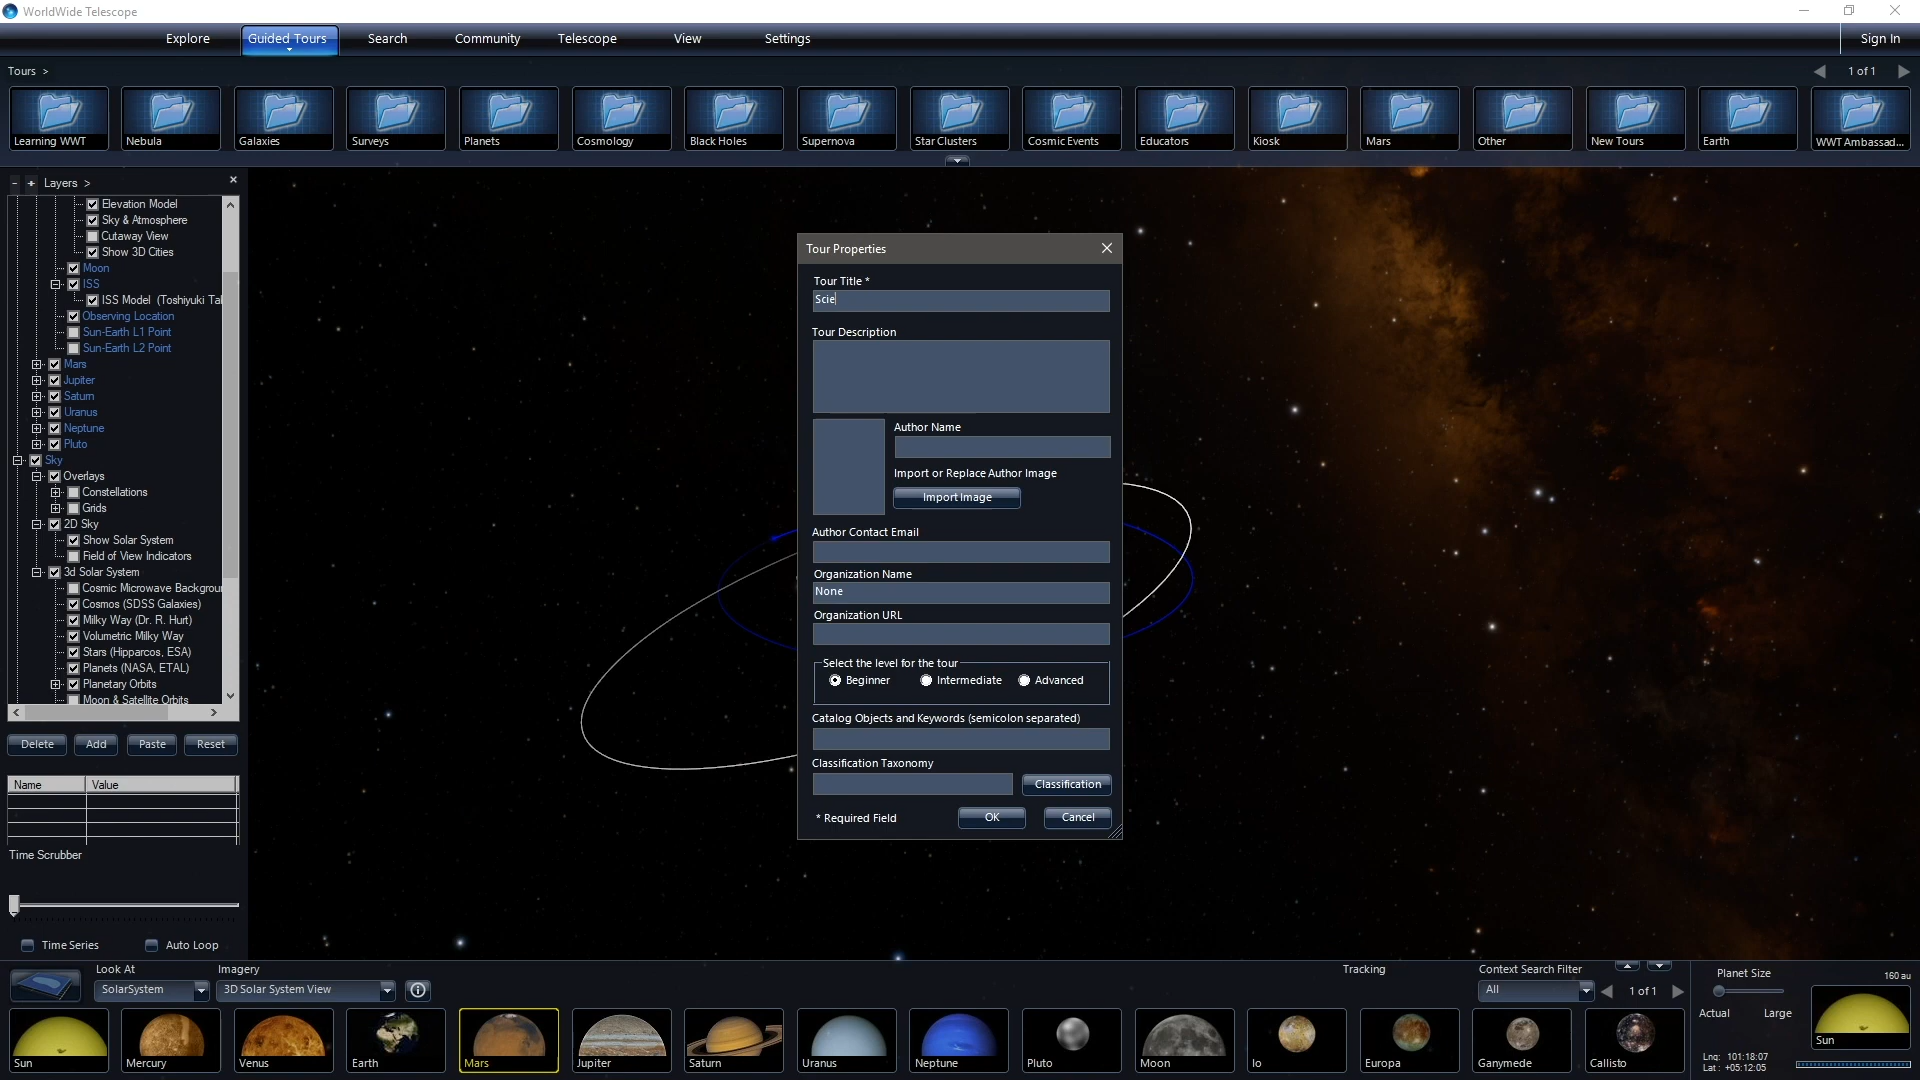 WorldWide Telescope
Explore
Guided Tours
Search
Community
Telescope
View
Settings
Sign In
Tours >
1 of 1
Learning WWT
Nebula
Galaxies
Surveys
Planets
Cosmology
Black Holes
Supernova
Star Clusters
Cosmic Events
Educators
Kiosk
Mars
Other
New Tours
Earth
WWT Ambassad...
Layers >
Elevation Model
Sky & Atmosphere
Cutaway View
Show 3D Cities
Moon
ISS
ISS Model (Toshiyuki Tak
Observing Location
Sun-Earth L1 Point
Sun-Earth L2 Point
Mars
Jupiter
Saturn
Uranus
Neptune
Pluto
Sky
Overlays
Constellations
Grids
2D Sky
Show Solar System
Field of View Indicators
3d Solar System
Cosmic Microwave Backgroun
Cosmos (SDSS Galaxies)
Milky Way (Dr. R. Hurt)
Volumetric Milky Way
Stars (Hipparcos, ESA)
Planets (NASA, ETAL)
Planetary Orbits
Moon & Satellite Orbits
Delete
Add
Paste
Reset
Name Value
Time Scrubber
Time Series
Auto Loop
Tour Properties
Tour Title *
Scie
Tour Description
Author Name
Import or Replace Author Image
Import Image
Author Contact Email
Organization Name
None
Organization URL
Select the level for the tour
Beginner Intermediate Advanced
Catalog Objects and Keywords (semicolon separated)
Classification Taxonomy
Classification
* Required Field
OK
Cancel
Look At
SolarSystem
Imagery
3D Solar System View
Tracking
Context Search Filter
All
1 of 1
Planet Size
160 au
Actual Large
Sun
Mercury
Venus
Earth
Mars
Jupiter
Saturn
Uranus
Neptune
Pluto
Moon
Io
Europa
Ganymede
Callisto
Sun
Lng: 101:18:07
Lat : +05:12:05